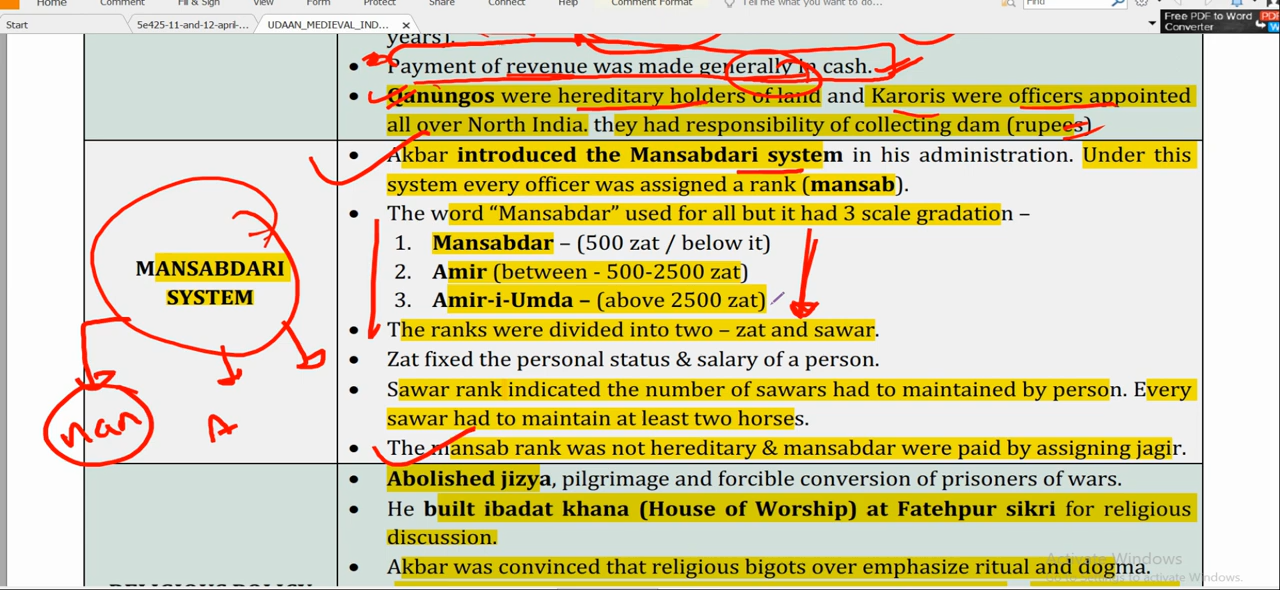 Home Comment Fill & Sign View Form Protect Share Connect Help Comment Format Tell me what you want to do... Find
Start 5e425-11-and-12-april-... UDAAN_MEDIEVAL_IND...
Free PDF to Word
Converter
PDF
W
years).
• Payment of revenue was made generally in cash.
• Qanungos were hereditary holders of land and Karoris were officers appointed
all over North India. they had responsibility of collecting dam (rupees)
MANSABDARI
SYSTEM
man
A
• Akbar introduced the Mansabdari system in his administration. Under this
system every officer was assigned a rank (mansab).
• The word “Mansabdar” used for all but it had 3 scale gradation –
1. Mansabdar – (500 zat / below it)
2. Amir (between - 500-2500 zat)
3. Amir-i-Umda – (above 2500 zat)
• The ranks were divided into two – zat and sawar.
• Zat fixed the personal status & salary of a person.
• Sawar rank indicated the number of sawars had to maintained by person. Every
sawar had to maintain at least two horses.
• The mansab rank was not hereditary & mansabdar were paid by assigning jagir.
• Abolished jizya, pilgrimage and forcible conversion of prisoners of wars.
• He built ibadat khana (House of Worship) at Fatehpur sikri for religious
discussion.
• Akbar was convinced that religious bigots over emphasize ritual and dogma.
RELIGIOUS POLICY
Activate Windows
Go to Settings to activate Windows.